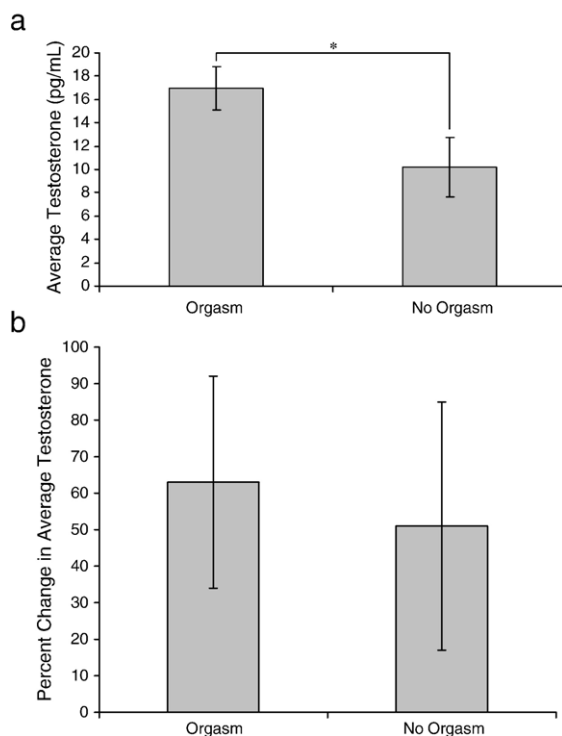 a
Average Testosterone (pg/mL)
20
18
16
14
12
10
8
6
4
2
0
*
Orgasm
No Orgasm
b
Percent Change in Average Testosterone
100
90
80
70
60
50
40
30
20
10
0
Orgasm
No Orgasm